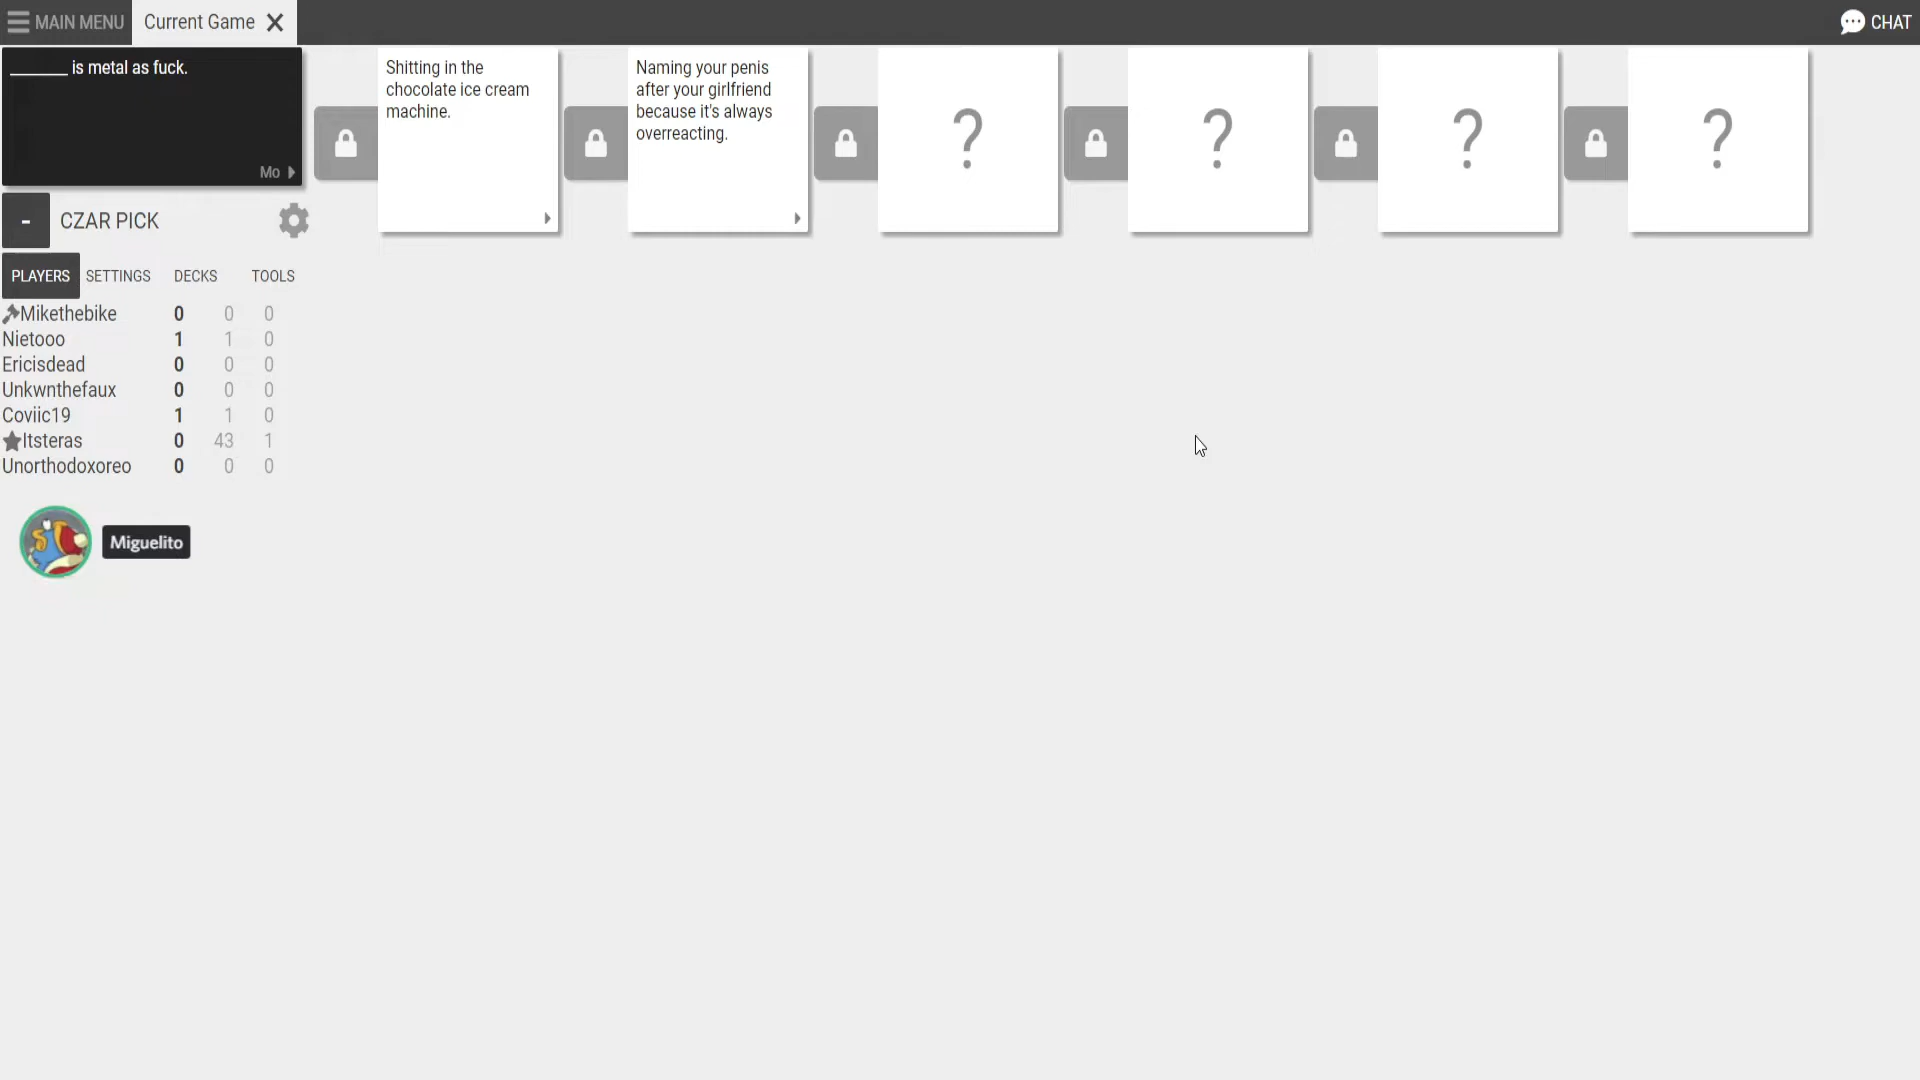 MAIN MENU
Current Game
CHAT
______ is metal as fuck.
Mo
Shitting in the
chocolate ice cream
machine.
Naming your penis
after your girlfriend
because it's always
overreacting.
?
?
?
?
-
CZAR PICK
PLAYERS SETTINGS DECKS TOOLS
Mikethebike 0 0 0
Nietooo 1 1 0
Ericisdead 0 0 0
Unkwnthefaux 0 0 0
Coviic19 1 1 0
Itsteras 0 43 1
Unorthodoxoreo 0 0 0
Miguelito